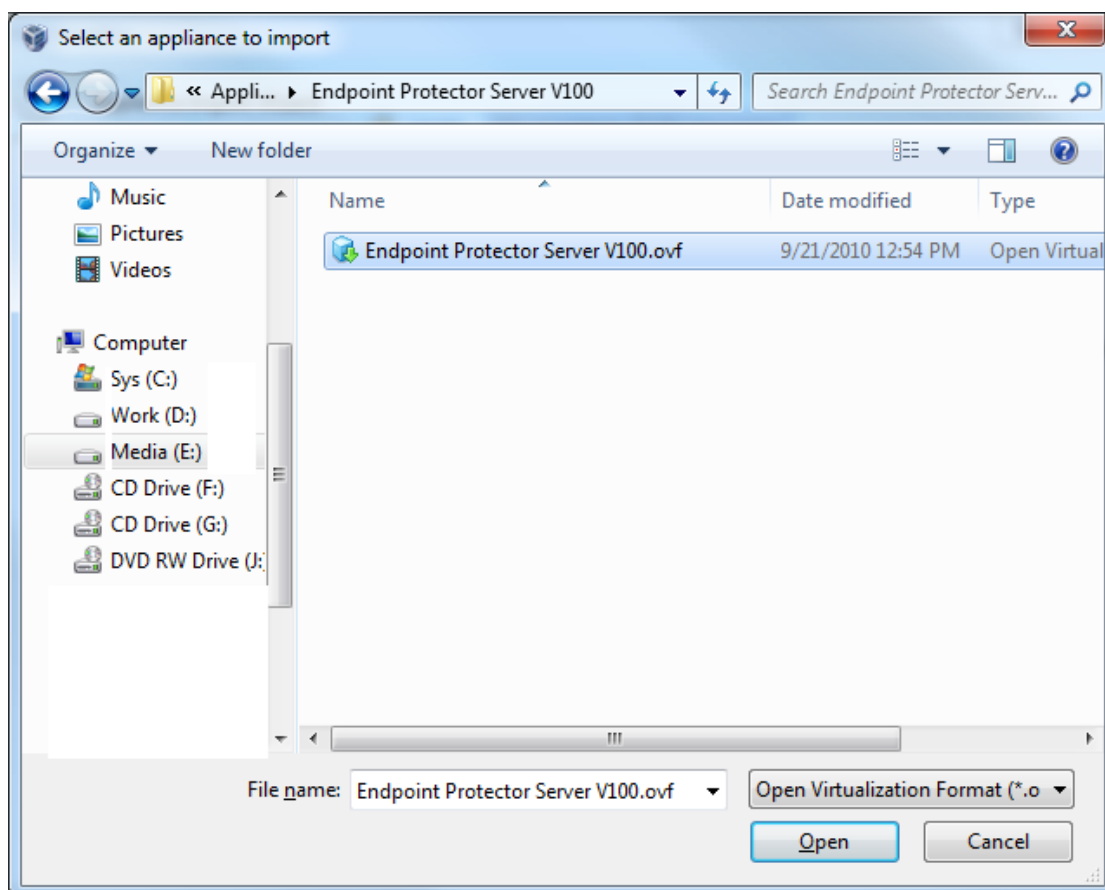 Select an appliance to import
« Appli... ▸ Endpoint Protector Server V100
Search Endpoint Protector Serv...
Organize New folder
Music
Pictures
Videos
Computer
Sys (C:)
Work (D:)
Media (E:)
CD Drive (F:)
CD Drive (G:)
DVD RW Drive (J:
Name Date modified Type
Endpoint Protector Server V100.ovf 9/21/2010 12:54 PM Open Virtual
File name: Endpoint Protector Server V100.ovf Open Virtualization Format (*.o
Open Cancel